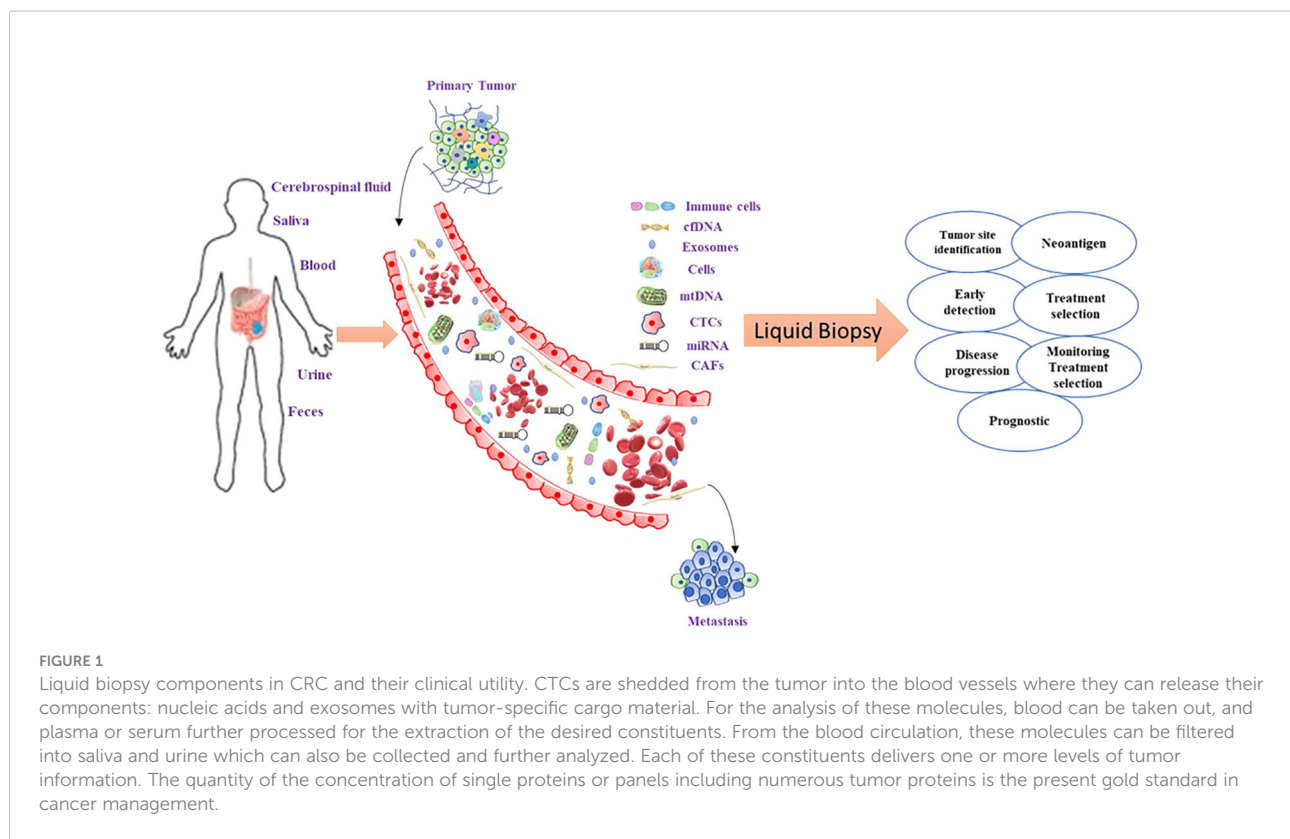 Primary Tumor
Cerebrospinal fluid
Saliva
Blood
Urine
Feces
Immune cells
cfDNA
Exosomes
Cells
mtDNA
CTCs
miRNA
CAFs
Liquid Biopsy
Tumor site
identification
Neoantigen
Early
detection
Treatment
selection
Disease
progression
Monitoring
Treatment
selection
Prognostic
Metastasis
FIGURE 1
Liquid biopsy components in CRC and their clinical utility. CTCs are shedded from the tumor into the blood vessels where they can release their
components: nucleic acids and exosomes with tumor-specific cargo material. For the analysis of these molecules, blood can be taken out, and
plasma or serum further processed for the extraction of the desired constituents. From the blood circulation, these molecules can be filtered
into saliva and urine which can also be collected and further analyzed. Each of these constituents delivers one or more levels of tumor
information. The quantity of the concentration of single proteins or panels including numerous tumor proteins is the present gold standard in
cancer management.